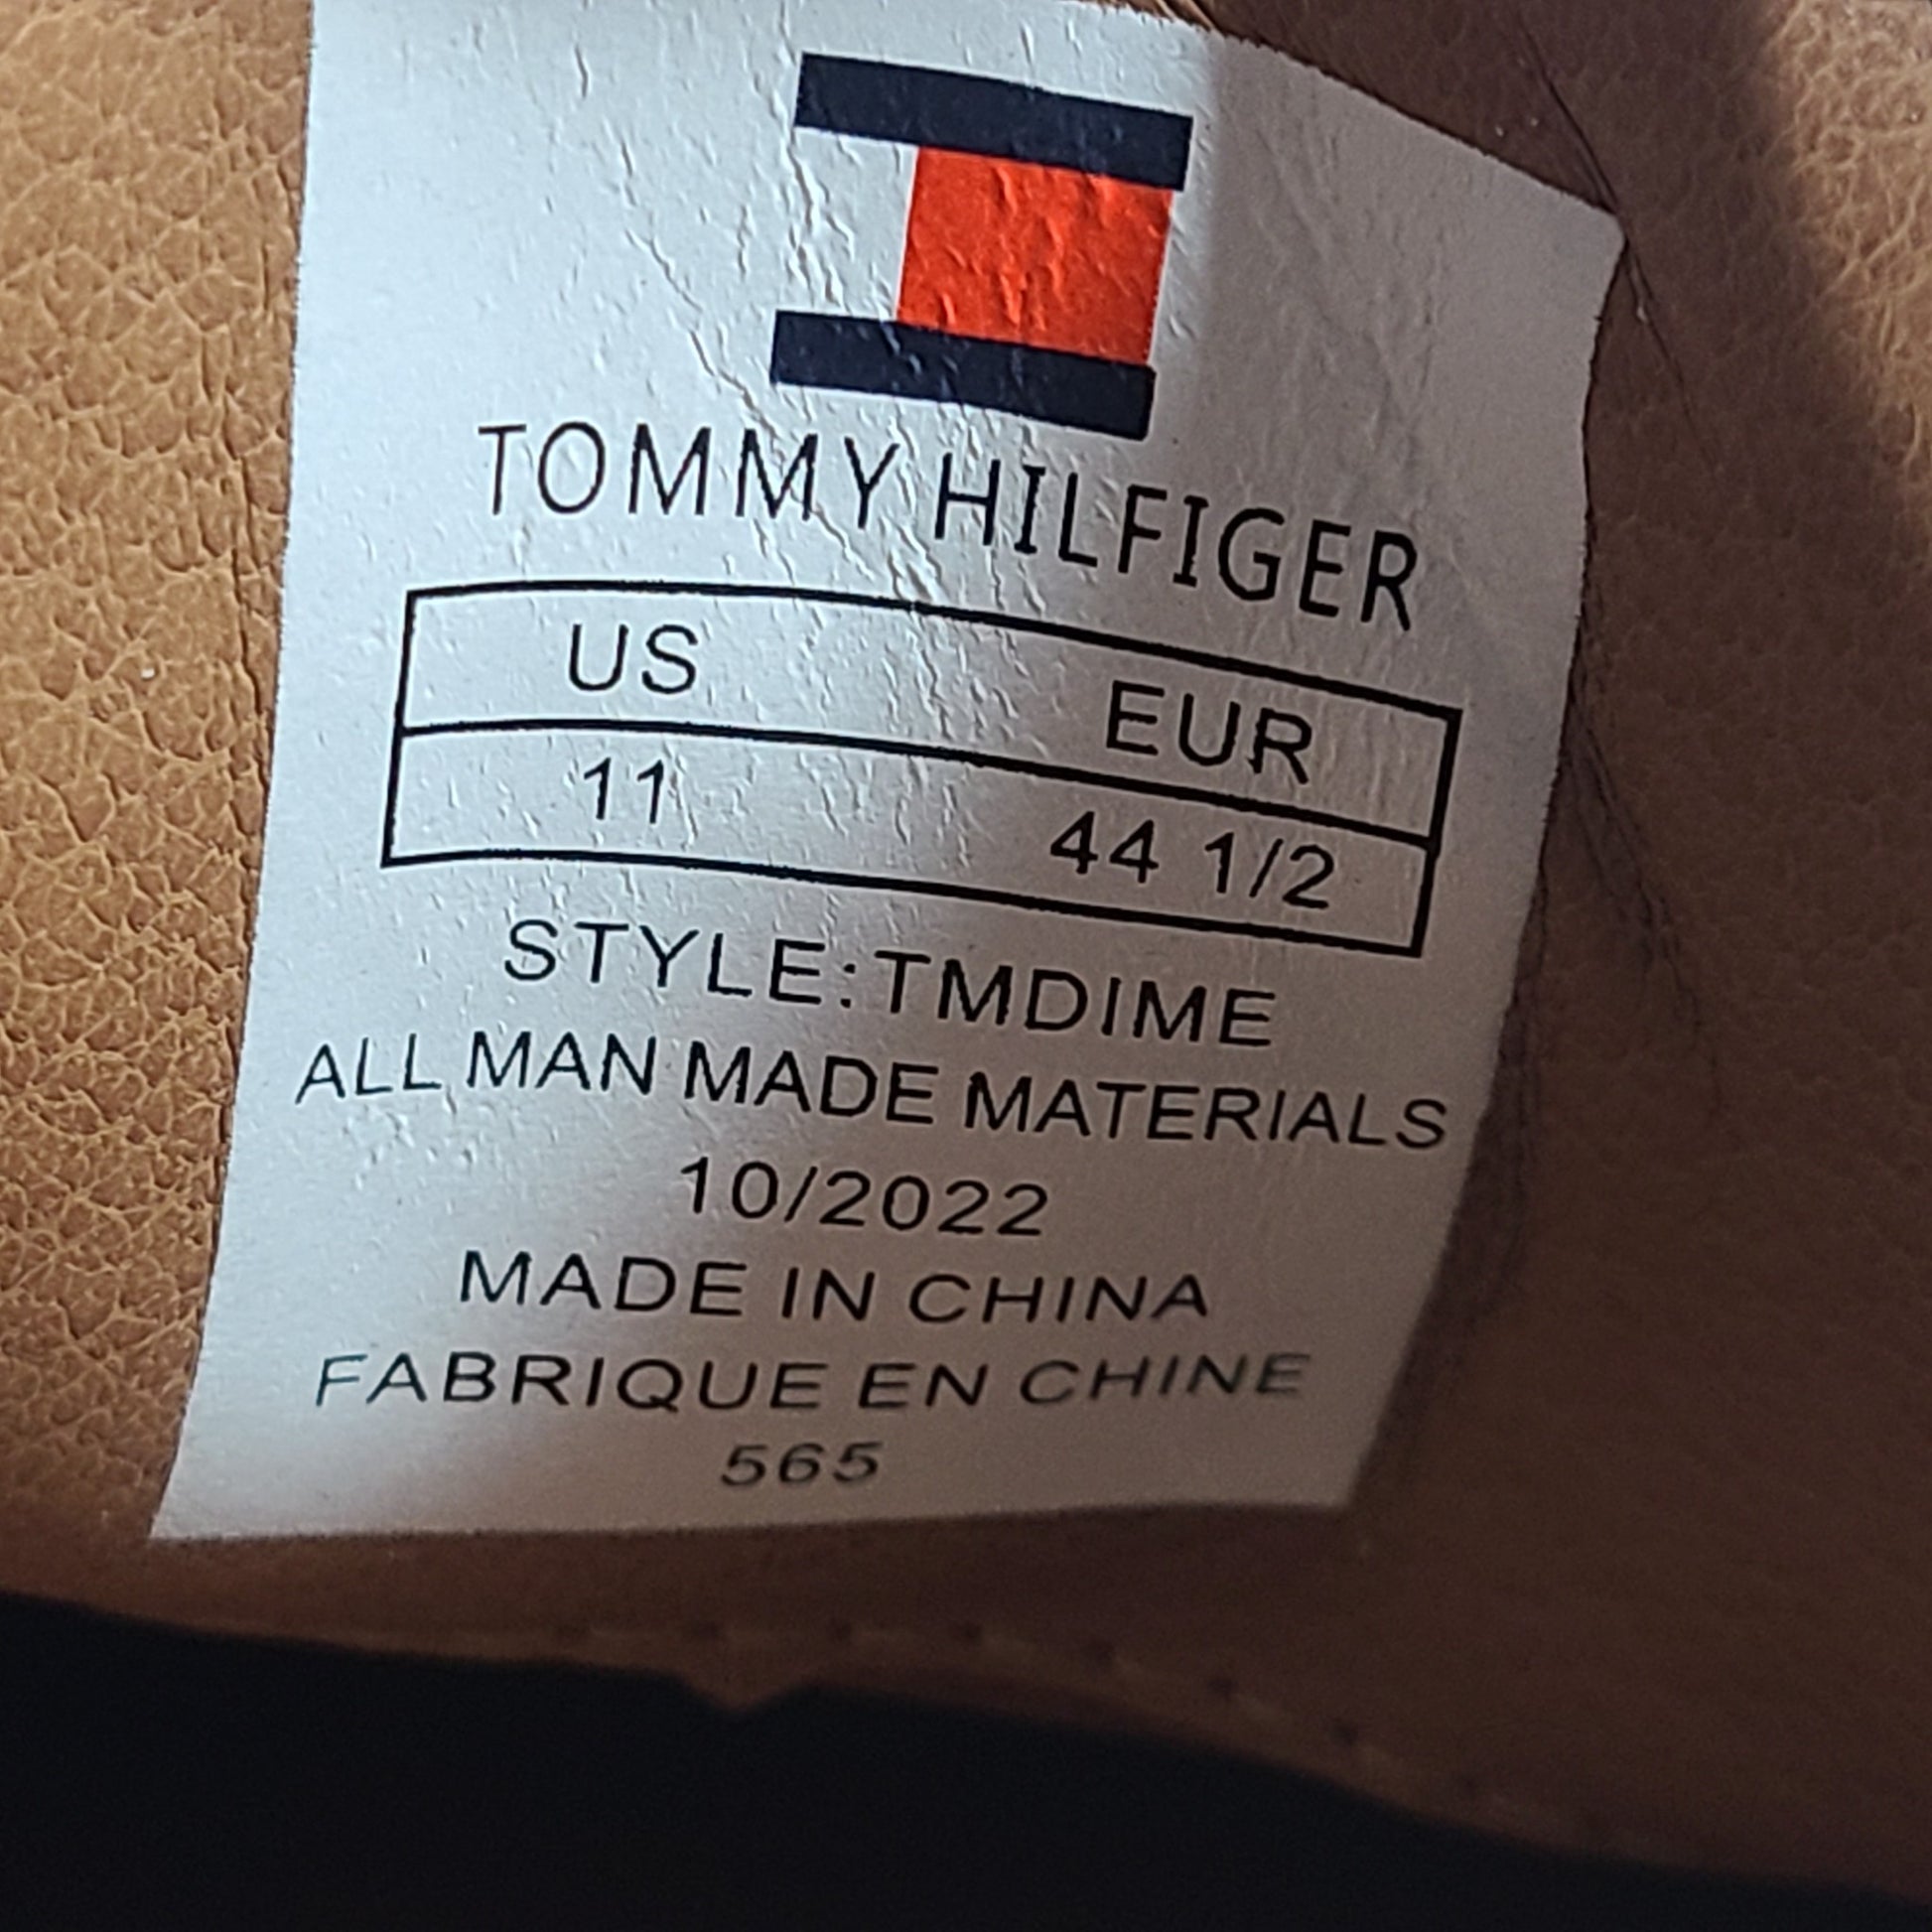 TOMMY HILFIGER
US EUR
11 44 1/2
STYLE:TMDIME
ALL MAN MADE MATERIALS
10/2022
MADE IN CHINA
FABRIQUE EN CHINE
565